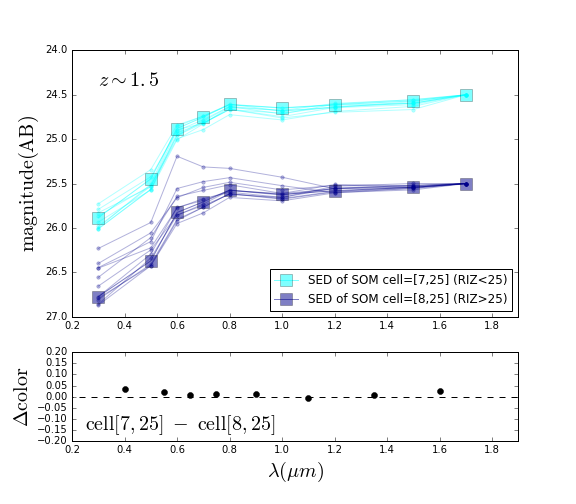 24.0
24.5
25.0
25.5
26.0
26.5
27.0
magnitude(AB)
z~1.5
SED of SOM cell=[7,25] (RIZ<25)
SED of SOM cell=[8,25] (RIZ>25)
0.2 0.4 0.6 0.8 1.0 1.2 1.4 1.6 1.8
0.20
0.15
0.10
0.05
0.00
−0.05
−0.10
−0.15
−0.20
Δcolor
cell[7,25] − cell[8,25]
0.2 0.4 0.6 0.8 1.0 1.2 1.4 1.6 1.8
λ(μm)